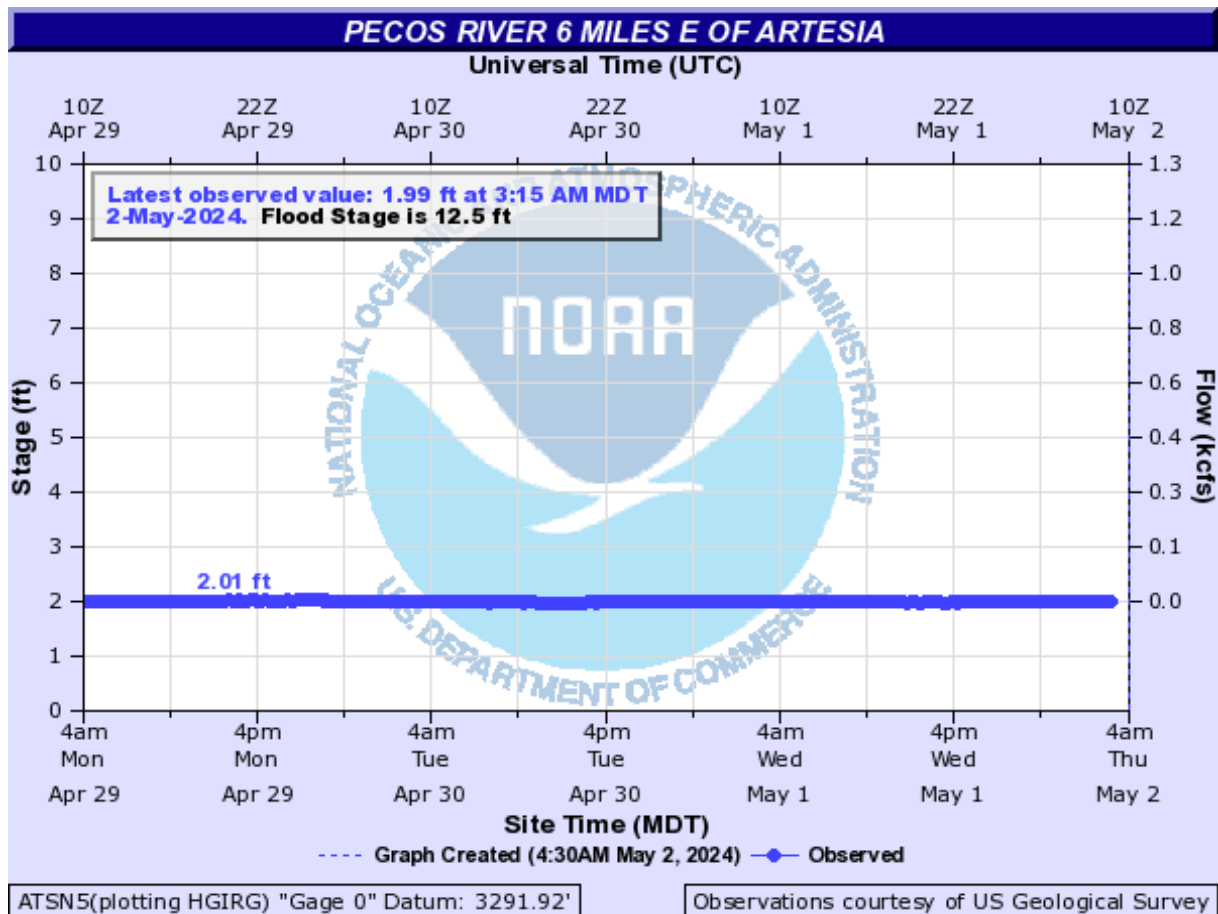 PECOS RIVER 6 MILES E OF ARTESIA
Universal Time (UTC)
10Z 22Z 10Z 22Z 10Z 22Z 10Z
Apr 29 Apr 29 Apr 30 Apr 30 May 1 May 1 May 2
Latest observed value: 1.99 ft at 3:15 AM MDT
2-May-2024. Flood Stage is 12.5 ft
10 1.3
9 1.2
8 1.0
7 0.8
6 0.6
5 0.4
4 0.3
3 0.1
2 0.0
1
0
Stage (ft)
Flow (kcfs)
NATIONAL OCEANIC AND ATMOSPHERIC ADMINISTRATION
NOAA
U.S. DEPARTMENT OF COMMERCE
2.01 ft
4am 4pm 4am 4pm 4am 4pm 4am
Mon Mon Tue Tue Wed Wed Thu
Apr 29 Apr 29 Apr 30 Apr 30 May 1 May 1 May 2
Site Time (MDT)
Graph Created (4:30AM May 2, 2024) Observed
ATSN5(plotting HGIRG) "Gage 0" Datum: 3291.92'
Observations courtesy of US Geological Survey